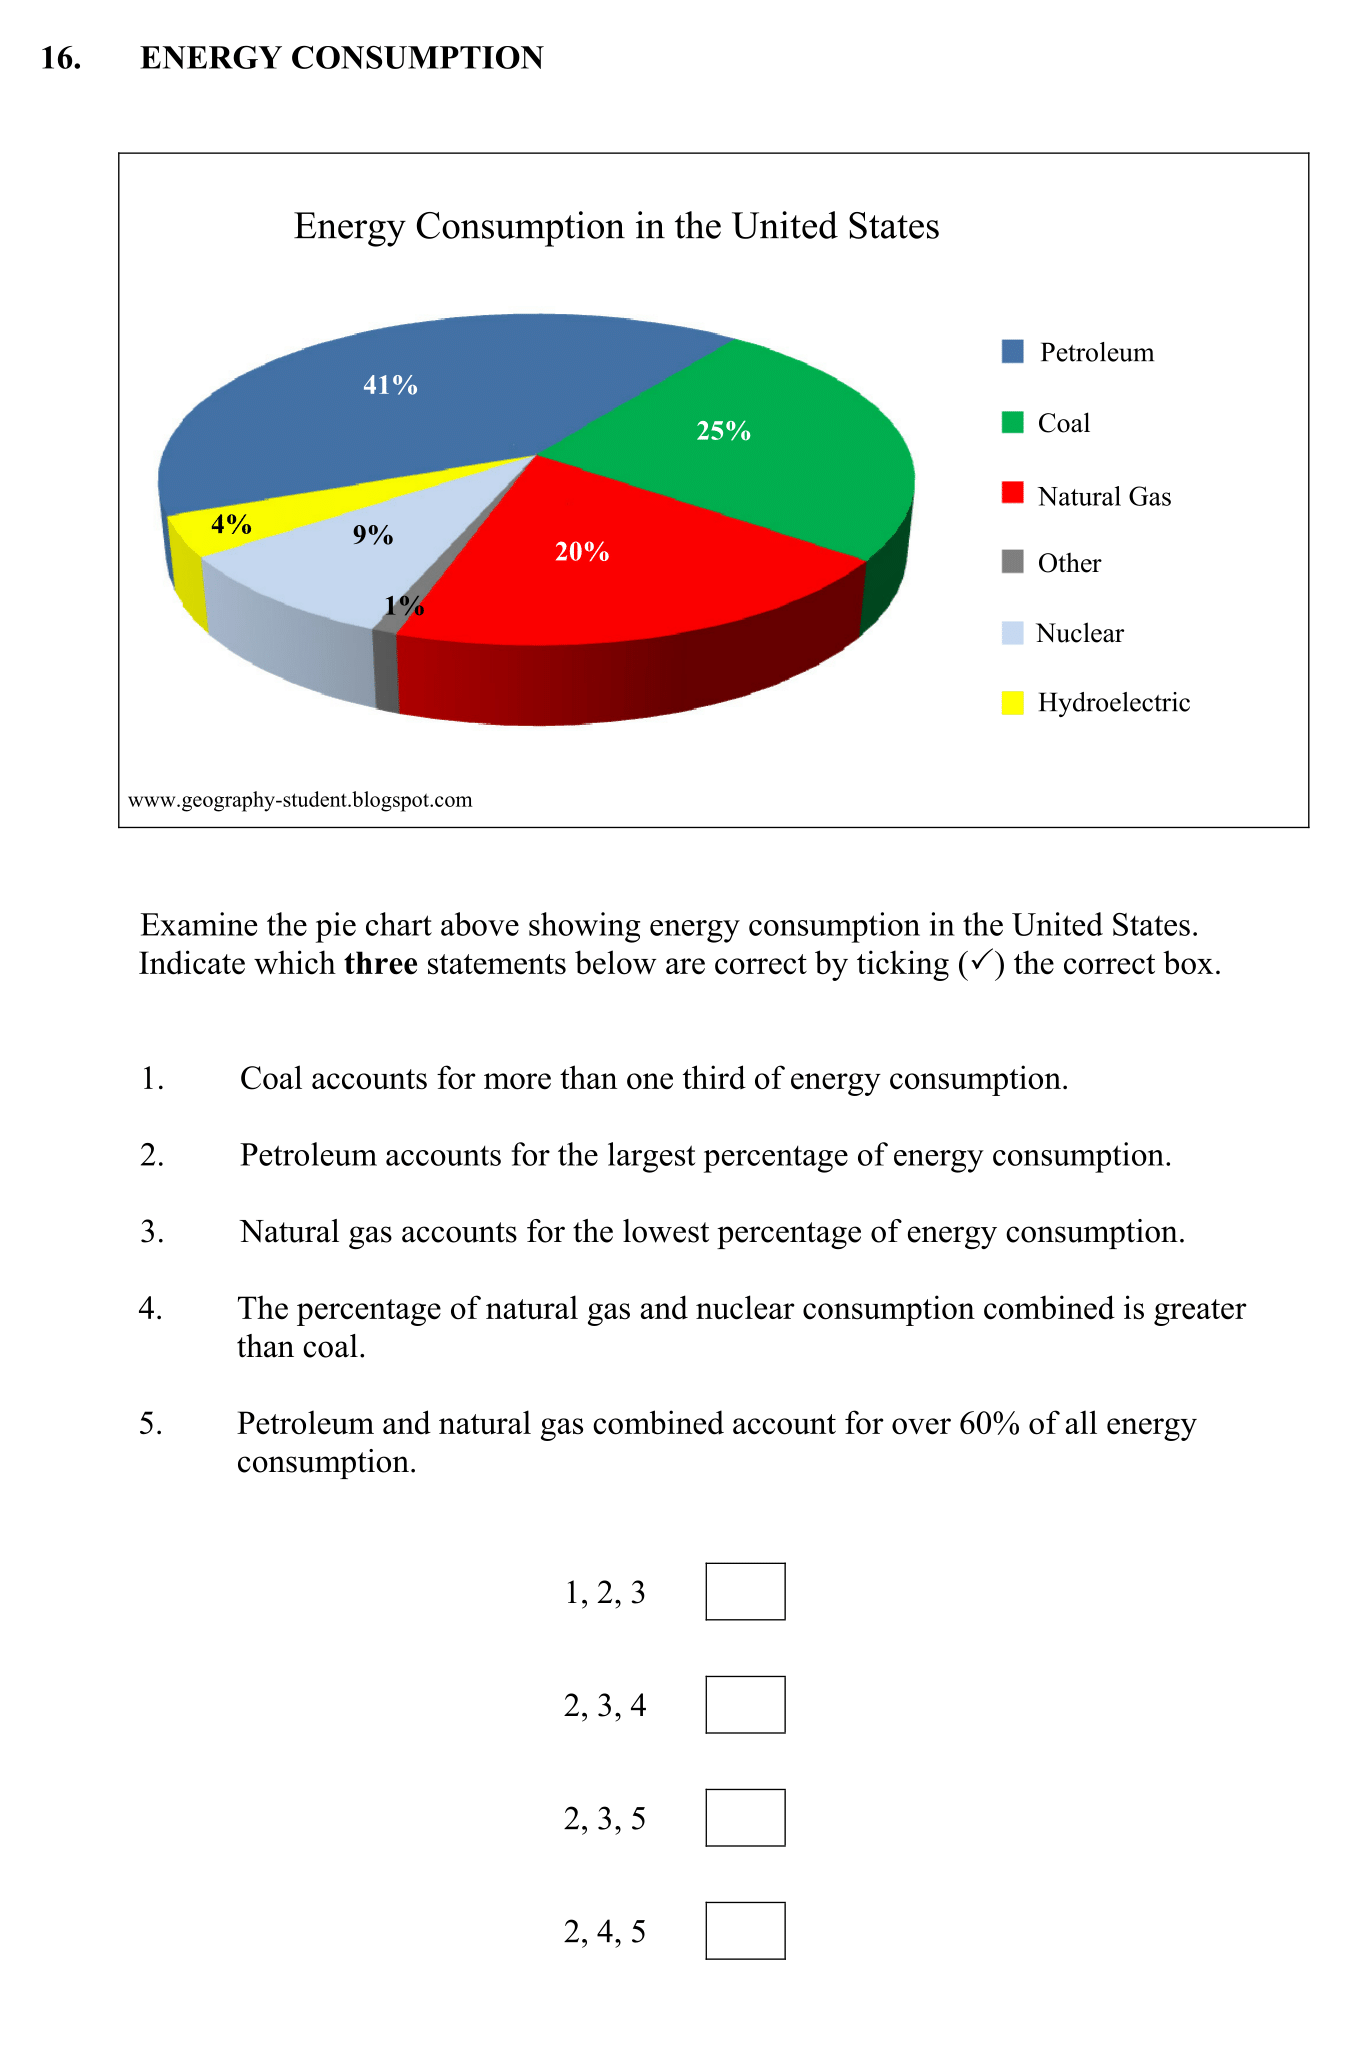 16. ENERGY CONSUMPTION
Energy Consumption in the United States
41%
25%
4%
9%
20%
1%
Petroleum
Coal
Natural Gas
Other
Nuclear
Hydroelectric
www.geography-student.blogspot.com
Examine the pie chart above showing energy consumption in the United States.
Indicate which three statements below are correct by ticking (✓) the correct box.
1. Coal accounts for more than one third of energy consumption.
2. Petroleum accounts for the largest percentage of energy consumption.
3. Natural gas accounts for the lowest percentage of energy consumption.
4. The percentage of natural gas and nuclear consumption combined is greater
than coal.
5. Petroleum and natural gas combined account for over 60% of all energy
consumption.
1, 2, 3
2, 3, 4
2, 3, 5
2, 4, 5